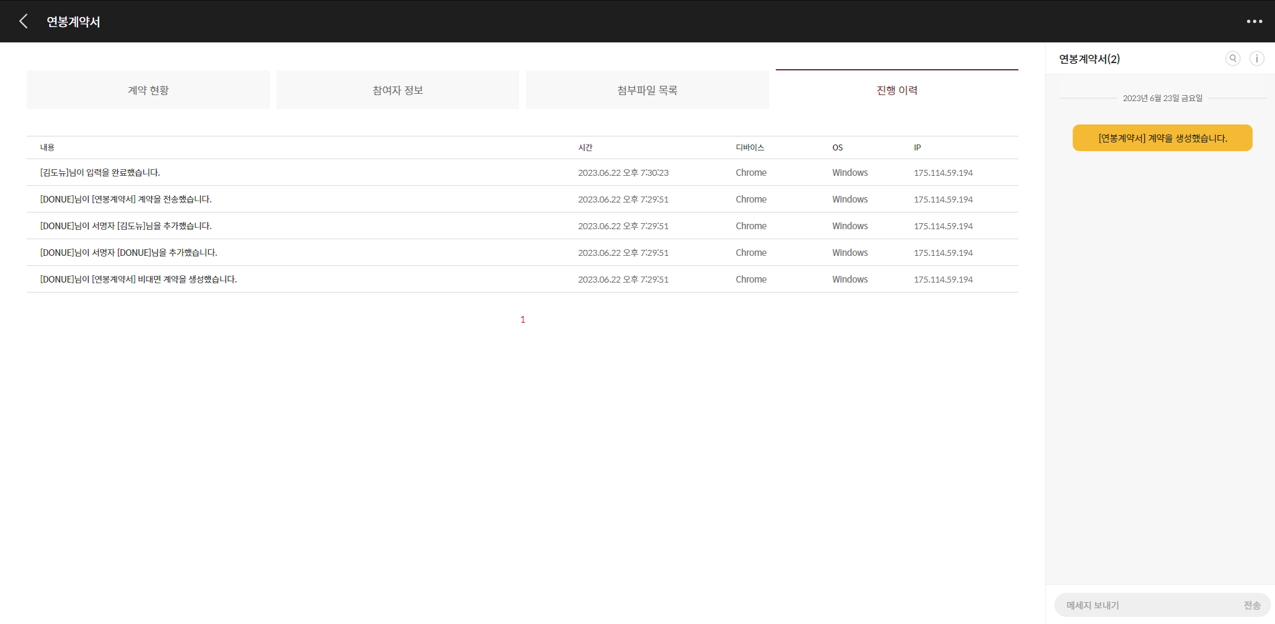 연봉계약서
계약 현황 참여자 정보 첨부파일 목록 진행 이력
내용 시간 디바이스 OS IP
[김도뉴]님이 입력을 완료했습니다. 2023.06.22 오후 7:30:23 Chrome Windows 175.114.59.194
[DONUE]님이 [연봉계약서] 계약을 전송했습니다. 2023.06.22 오후 7:29:51 Chrome Windows 175.114.59.194
[DONUE]님이 서명자 [김도뉴]님을 추가했습니다. 2023.06.22 오후 7:29:51 Chrome Windows 175.114.59.194
[DONUE]님이 서명자 [DONUE]님을 추가했습니다. 2023.06.22 오후 7:29:51 Chrome Windows 175.114.59.194
[DONUE]님이 [연봉계약서] 비대면 계약을 생성했습니다. 2023.06.22 오후 7:29:51 Chrome Windows 175.114.59.194
1
연봉계약서(2)
2023년 6월 23일 금요일
[연봉계약서] 계약을 생성했습니다.
메세지 보내기 전송